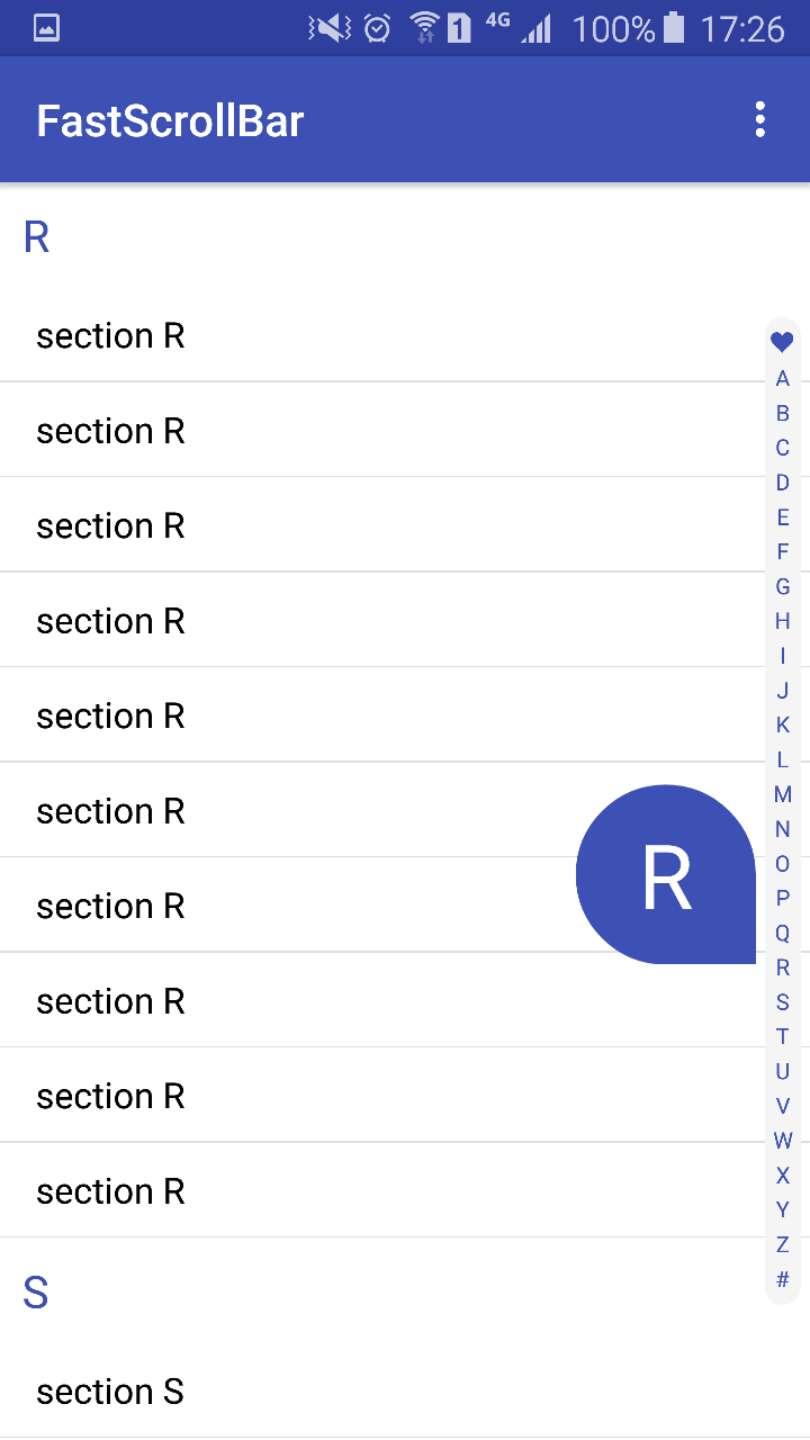 1 4G 100% 17:26
FastScrollBar
R
section R
section R
section R
section R
section R
section R
section R
section R
section R
section R
S
section S
R
A
B
C
D
E
F
G
H
I
J
K
L
M
N
O
P
Q
R
S
T
U
V
W
X
Y
Z
#